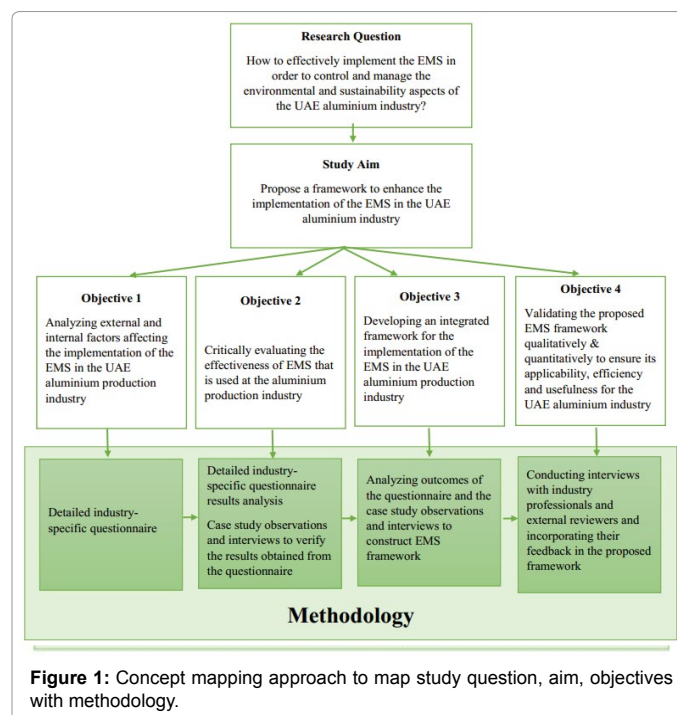 Research Question
How to effectively implement the EMS in
order to control and manage the
environmental and sustainability aspects of
the UAE aluminium industry?
Study Aim
Propose a framework to enhance the
implementation of the EMS in the UAE
aluminium industry
Objective 1
Analyzing external and
internal factors affecting
the implementation of the
EMS in the UAE
aluminium production
industry
Objective 2
Critically evaluating the
effectiveness of EMS that
is used at the aluminium
production industry
Objective 3
Developing an integrated
framework for the
implementation of the
EMS in the UAE
aluminium production
industry
Objective 4
Validating the proposed
EMS framework
qualitatively &
quantitatively to ensure its
applicability, efficiency
and usefulness for the
UAE aluminium industry
Detailed industry-
specific questionnaire
Detailed industry-
specific questionnaire
results analysis
Case study observations
and interviews to verify
the results obtained from
the questionnaire
Analyzing outcomes of
the questionnaire and the
case study observations
and interviews to
construct EMS
framework
Conducting interviews
with industry
professionals and
external reviewers and
incorporating their
feedback in the proposed
framework
Methodology
Figure 1: Concept mapping approach to map study question, aim, objectives
with methodology.